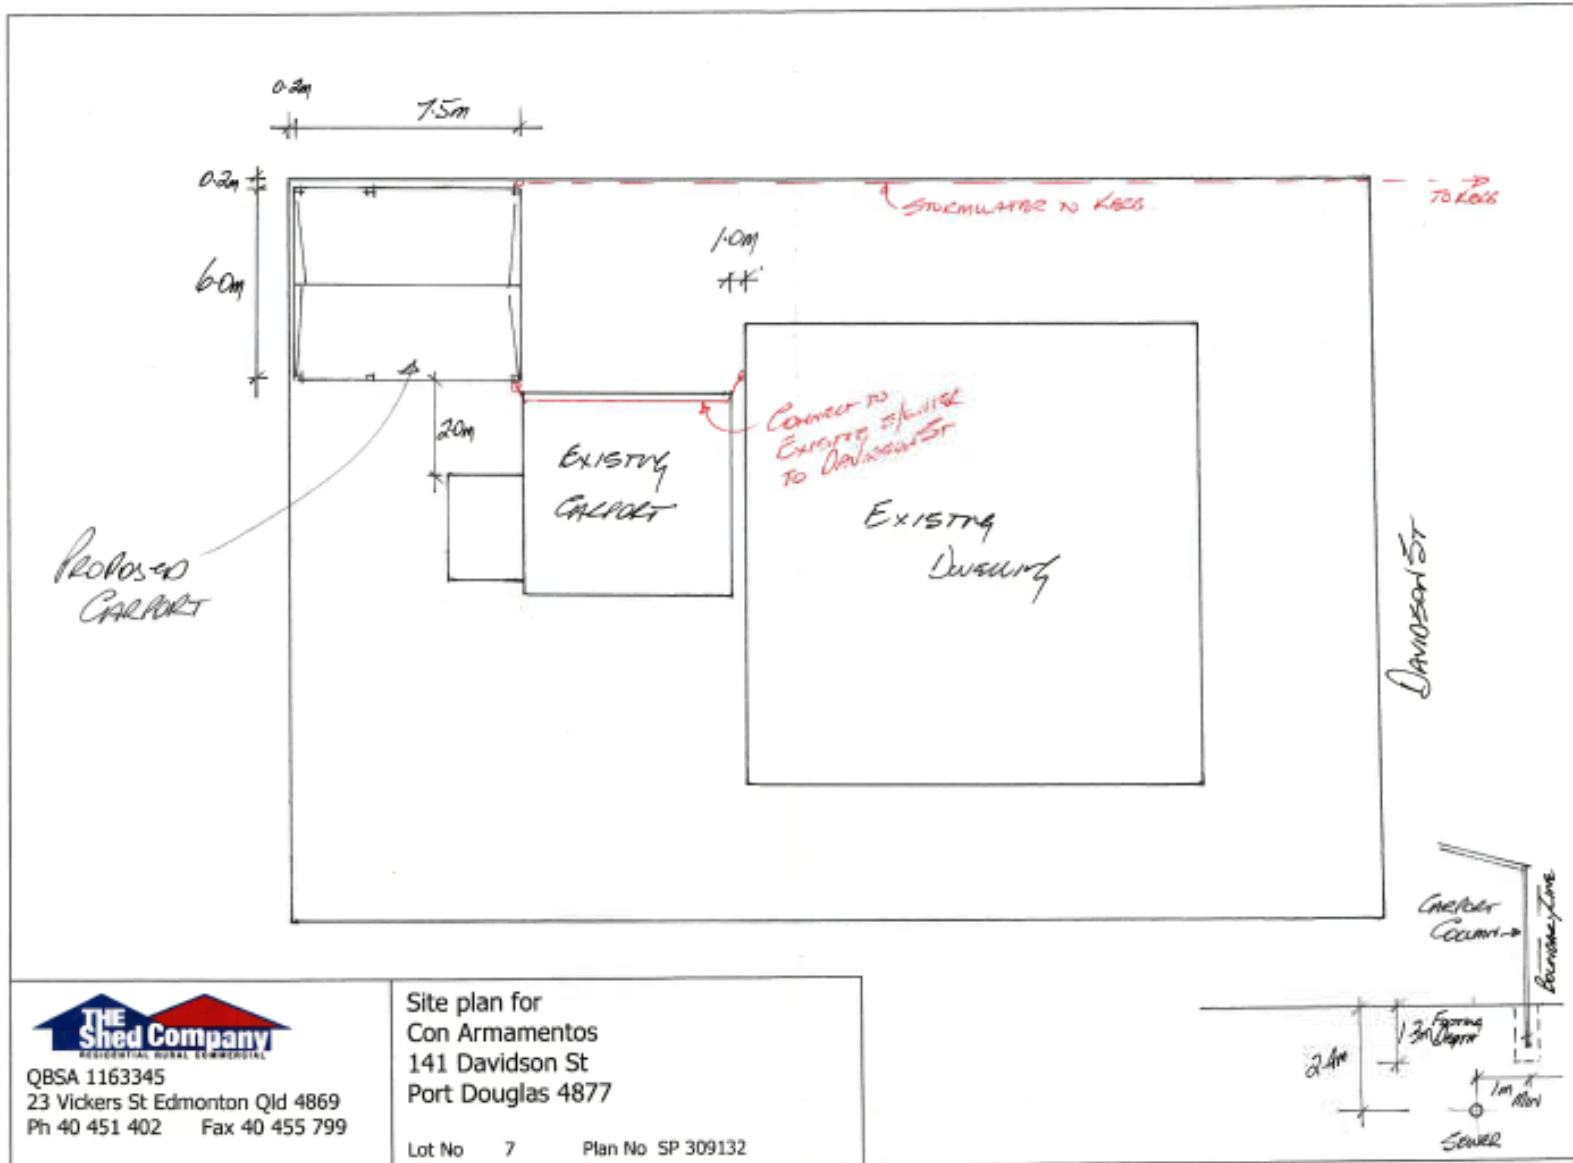 0.2m
7.5m
0.2m
6.0m
STORMWATER TO KERB
TO KERB
1.0m
2.0m
EXISTING
CARPORT
CONNECT TO
EXISTING S/WATER
TO DAVIDSON ST
EXISTING
DWELLING
PROPOSED
CARPORT
DAVIDSON ST
CARPORT
COLUMN
BOUNDARY LINE
FOOTING
DEPTH
1.3m
2.4m
1m
MIN
SEWER
THE
Shed Company
RESIDENTIAL RURAL COMMERCIAL
QBSA 1163345
23 Vickers St Edmonton Qld 4869
Ph 40 451 402 Fax 40 455 799
Site plan for
Con Armamentos
141 Davidson St
Port Douglas 4877
Lot No 7 Plan No SP 309132